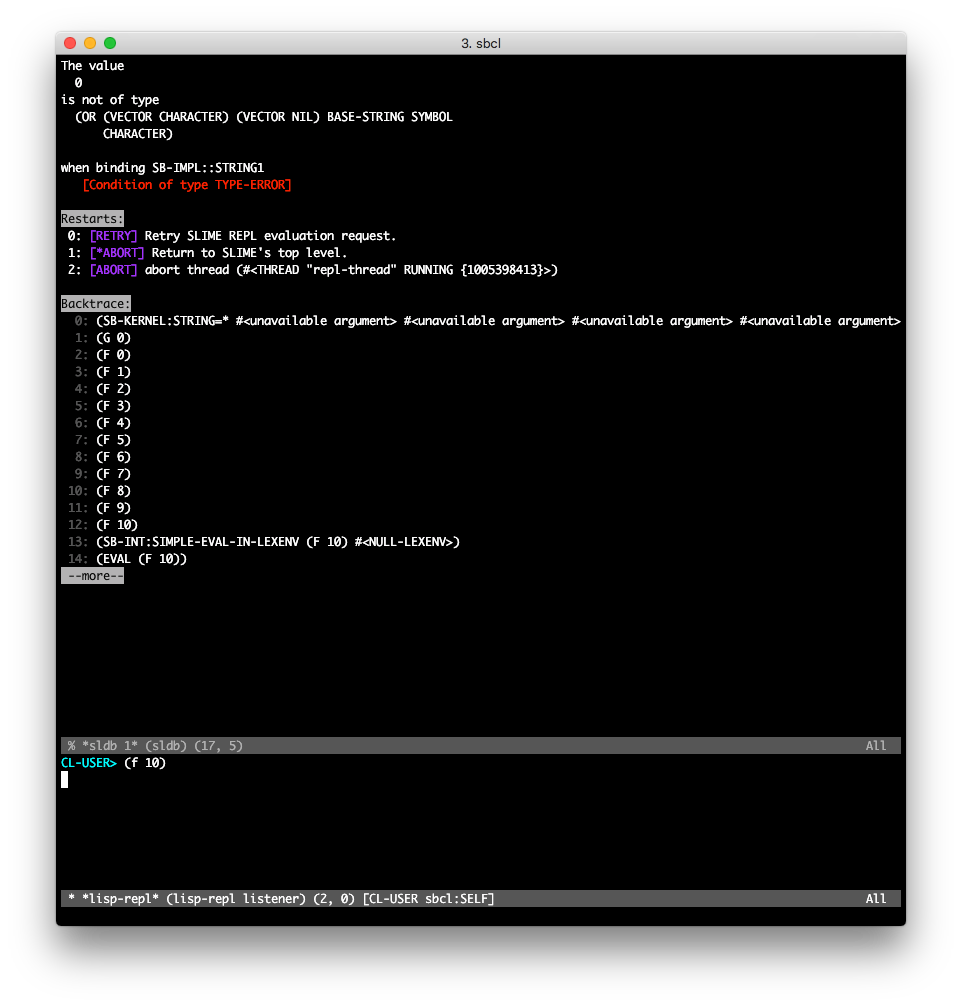 3. sbcl
The value
0
is not of type
(OR (VECTOR CHARACTER) (VECTOR NIL) BASE-STRING SYMBOL
CHARACTER)
when binding SB-IMPL::STRING1
[Condition of type TYPE-ERROR]
Restarts:
0: [RETRY] Retry SLIME REPL evaluation request.
1: [*ABORT] Return to SLIME's top level.
2: [ABORT] abort thread (#<THREAD "repl-thread" RUNNING {1005398413}>)
Backtrace:
0: (SB-KERNEL:STRING=* #<unavailable argument> #<unavailable argument> #<unavailable argument> #<unavailable argument>
1: (G 0)
2: (F 0)
3: (F 1)
4: (F 2)
5: (F 3)
6: (F 4)
7: (F 5)
8: (F 6)
9: (F 7)
10: (F 8)
11: (F 9)
12: (F 10)
13: (SB-INT:SIMPLE-EVAL-IN-LEXENV (F 10) #<NULL-LEXENV>)
14: (EVAL (F 10))
--more--
% *sldb 1* (sldb) (17, 5) All
CL-USER> (f 10)
* *lisp-repl* (lisp-repl listener) (2, 0) [CL-USER sbcl:SELF] All